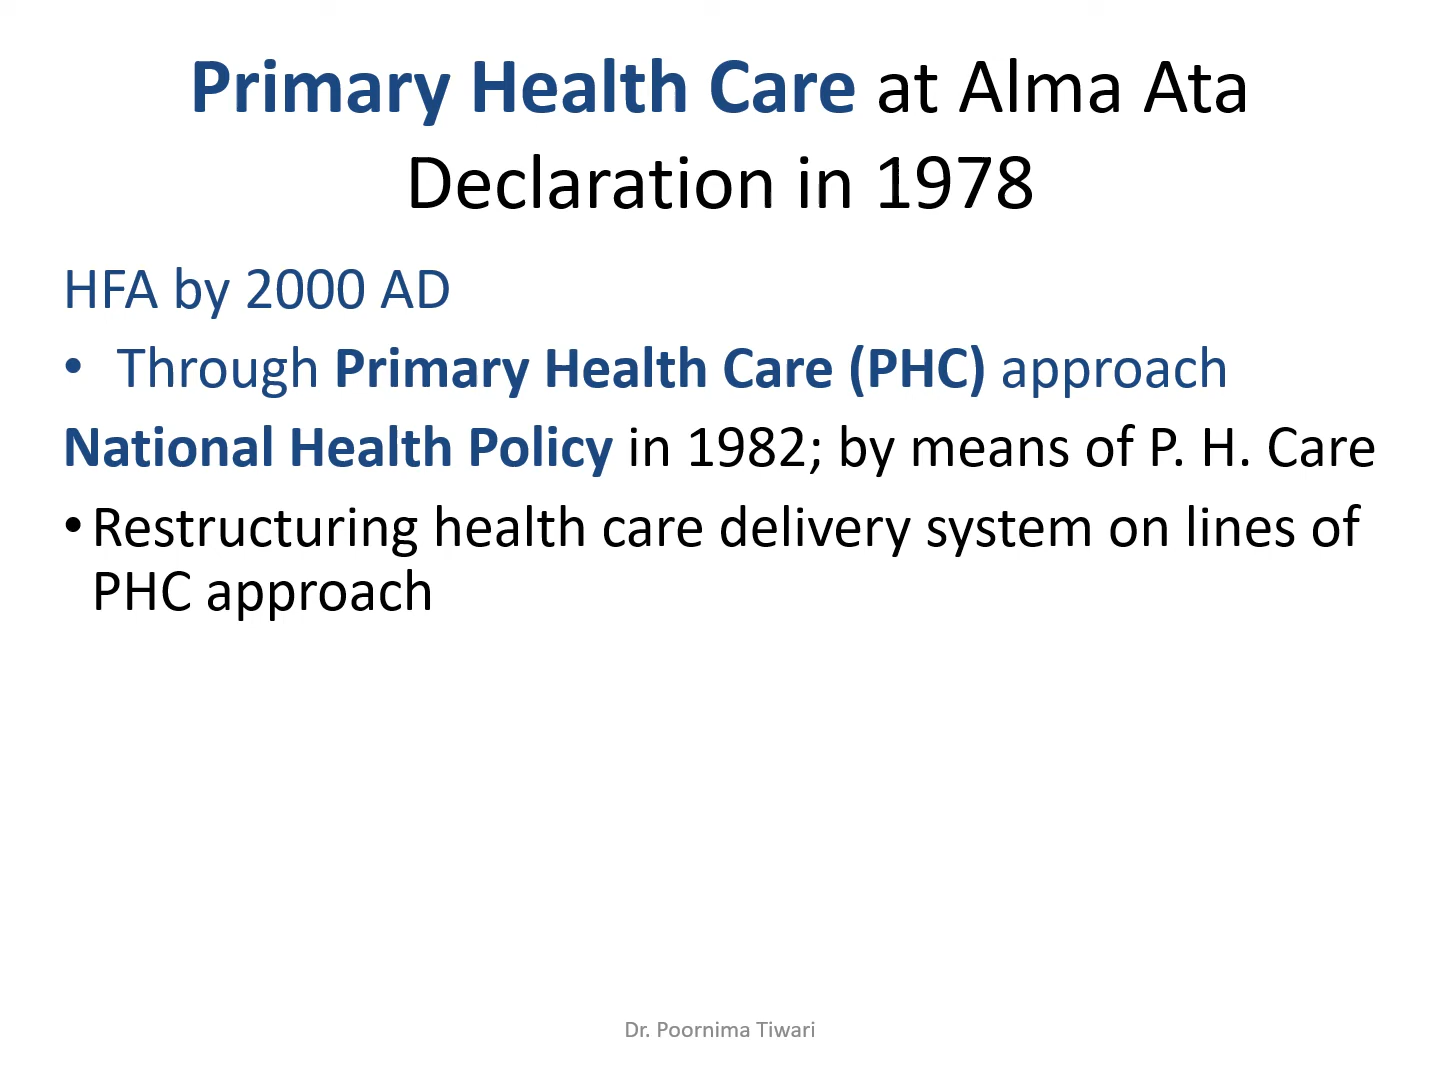 Primary Health Care at Alma Ata
Declaration in 1978
HFA by 2000 AD
• Through Primary Health Care (PHC) approach
National Health Policy in 1982; by means of P. H. Care
• Restructuring health care delivery system on lines of
PHC approach
Dr. Poornima Tiwari